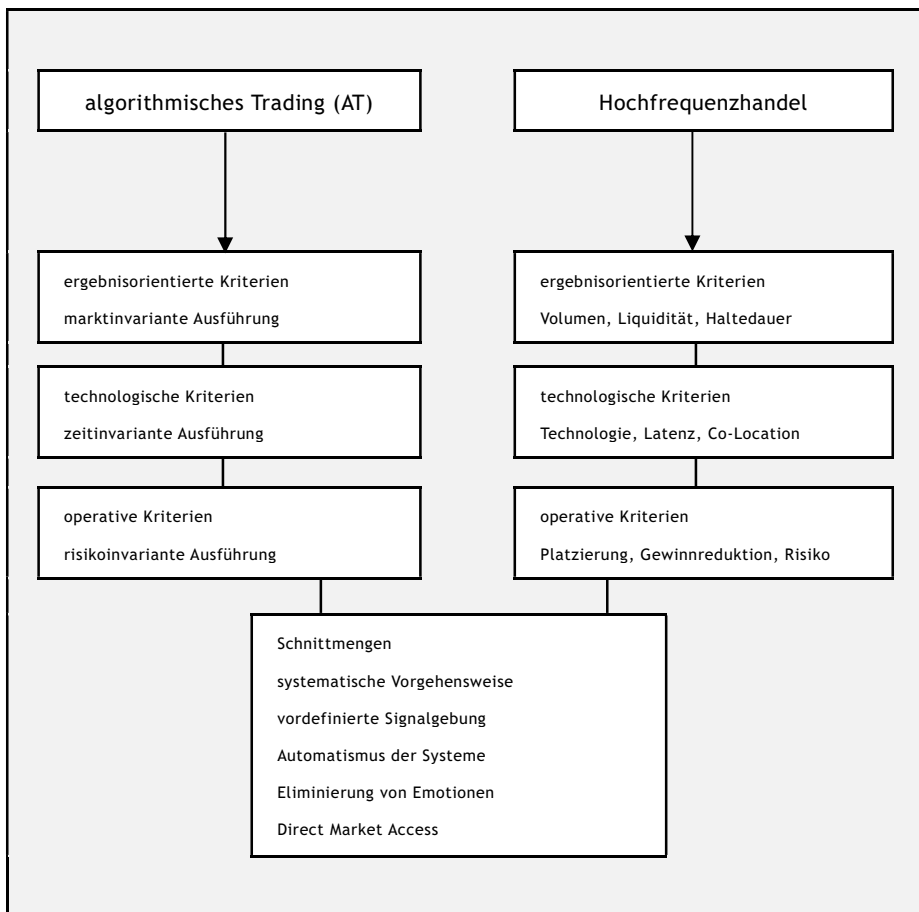 algorithmisches Trading (AT)
Hochfrequenzhandel
ergebnisorientierte Kriterien
marktinvariante Ausführung
ergebnisorientierte Kriterien
Volumen, Liquidität, Haltedauer
technologische Kriterien
zeitinvariante Ausführung
technologische Kriterien
Technologie, Latenz, Co-Location
operative Kriterien
risikoinvariante Ausführung
operative Kriterien
Platzierung, Gewinnreduktion, Risiko
Schnittmengen
systematische Vorgehensweise
vordefinierte Signalgebung
Automatismus der Systeme
Eliminierung von Emotionen
Direct Market Access